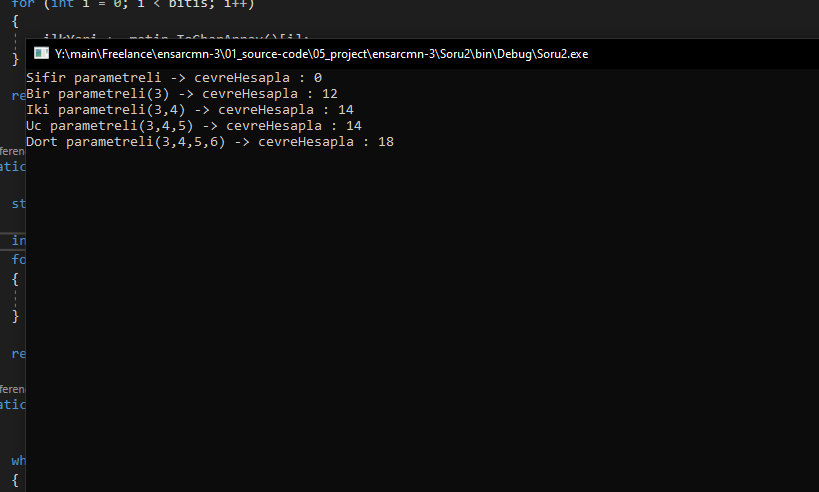 for (int i = 0; i < bitis; i++)
{
Y:\main\Freelance\ensarcmn-3\01_source-code\05_project\ensarcmn-3\Soru2\bin\Debug\Soru2.exe
}
Sifir parametreli -> cevreHesapla : 0
Bir parametreli(3) -> cevreHesapla : 12
re
Iki parametreli(3,4) -> cevreHesapla : 14
Uc parametreli(3,4,5) -> cevreHesapla : 14
Dort parametreli(3,4,5,6) -> cevreHesapla : 18
feren
atic
st
in
fo
{
}
re
feren
atic
wh
{